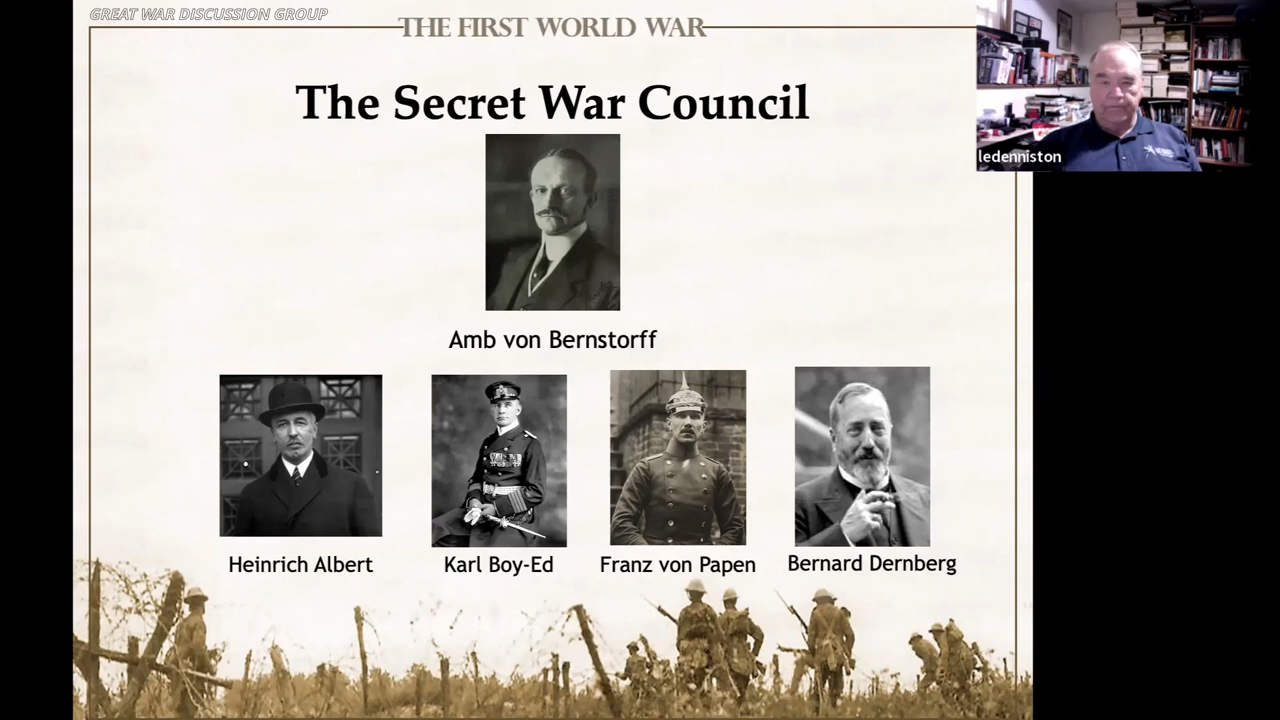 GREAT WAR DISCUSSION GROUP
THE FIRST WORLD WAR
The Secret War Council
ledenniston
Amb von Bernstorff
Heinrich Albert
Karl Boy-Ed
Franz von Papen
Bernard Dernberg